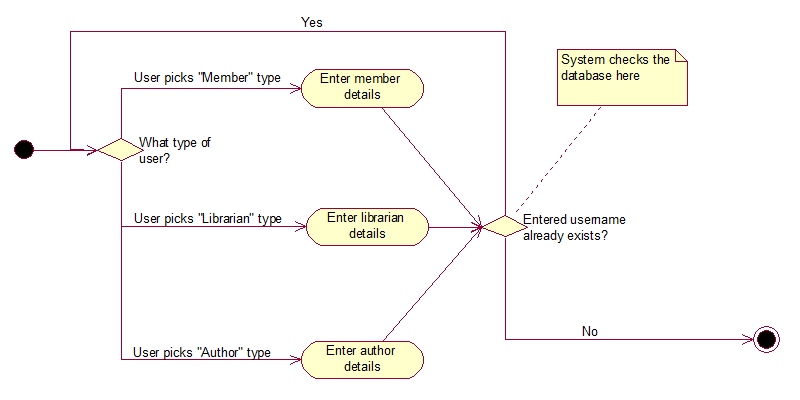 Yes
System checks the
database here
User picks "Member" type
Enter member
details
What type of
user?
User picks "Librarian" type
Enter librarian
details
Entered username
already exists?
No
User picks "Author" type
Enter author
details